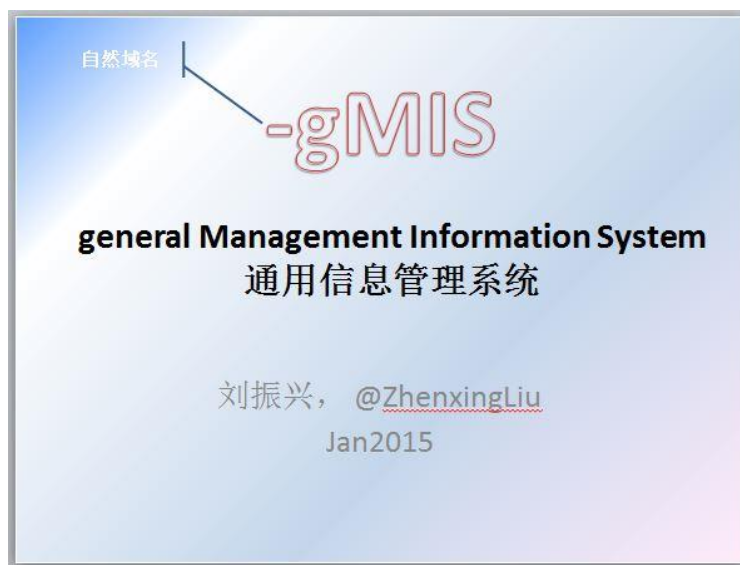 自然域名
-gMIS
general Management Information System
通用信息管理系统
刘振兴， @ZhenxingLiu
Jan2015